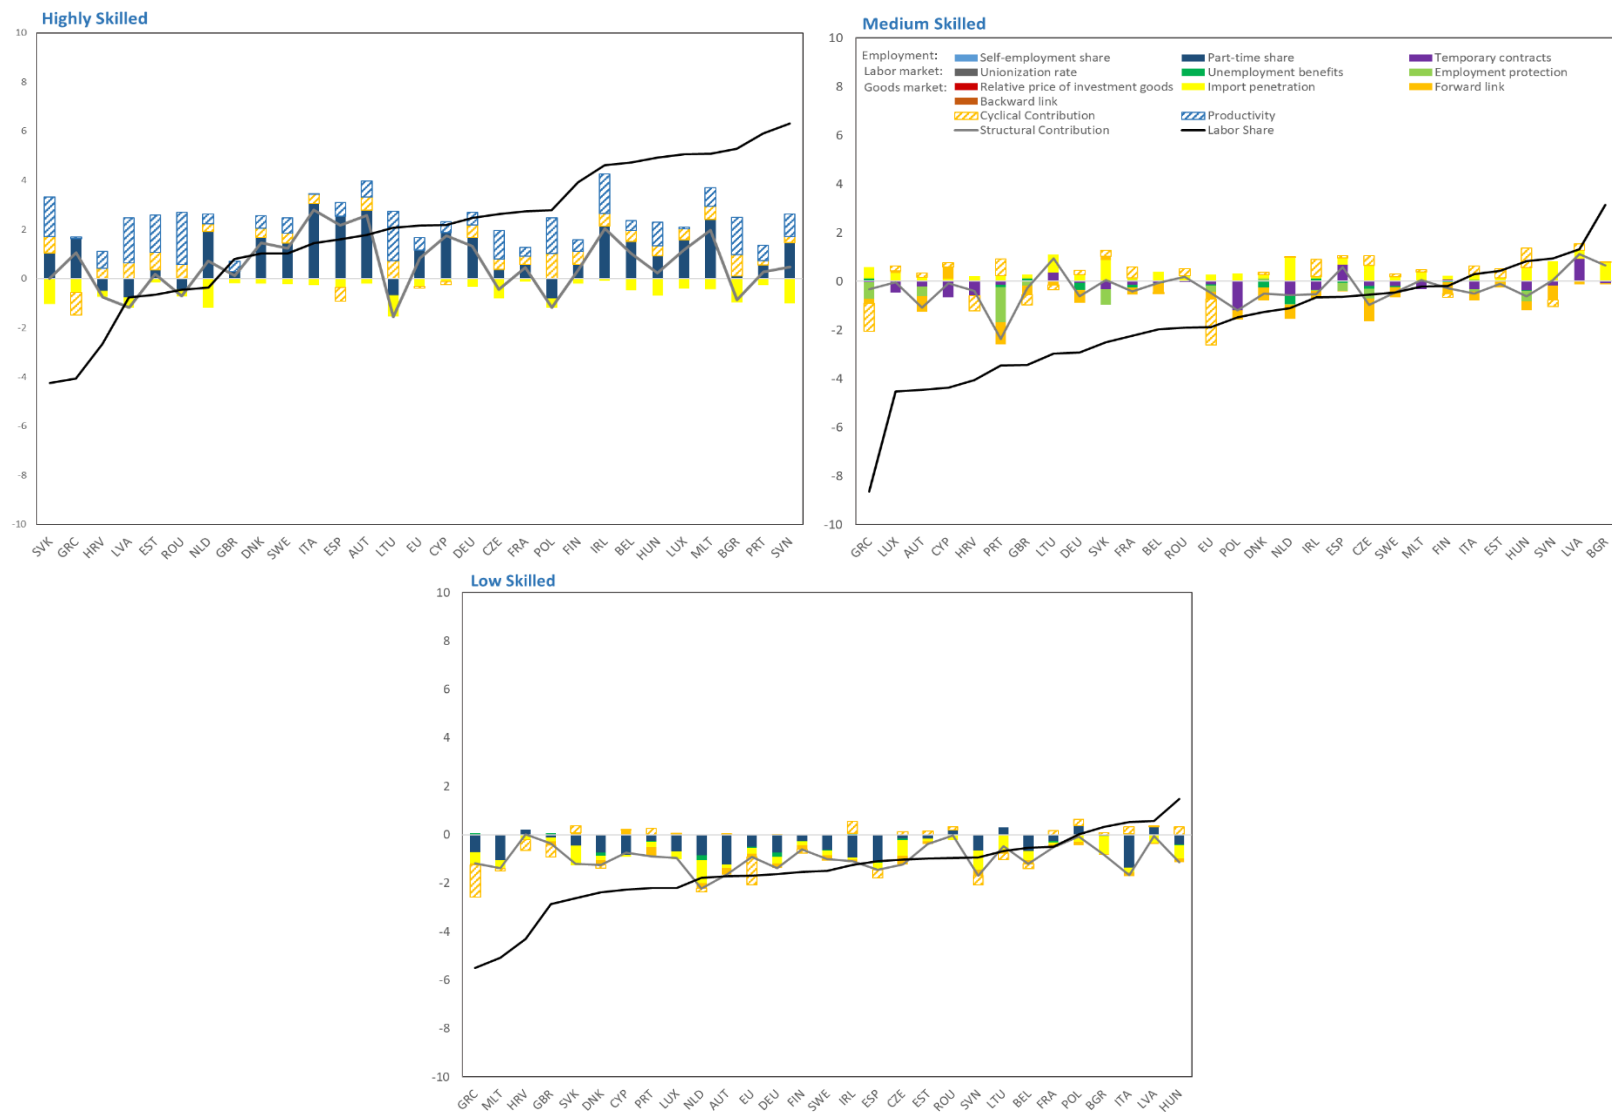 Highly Skilled
10
8
6
4
2
0
-2
-4
-6
-8
-10
SVK GRC HRV LVA EST ROU NLD GBR DNK SWE ITA ESP AUT LTU EU CYP DEU CZE FRA POL FIN IRL BEL HUN LUX MLT BGR PRT SVN
Medium Skilled
10
8
6
4
2
0
-2
-4
-6
-8
-10
Employment: Self-employment share Part-time share Temporary contracts
Labor market: Unionization rate Unemployment benefits Employment protection
Goods market: Relative price of investment goods Import penetration Forward link
Backward link
Cyclical Contribution Productivity
Structural Contribution Labor Share
GRC LUX AUT CYP HRV PRT GBR LTU DEU SVK FRA BEL ROU EU POL DNK NLD IRL ESP CZE SWE MLT FIN ITA EST HUN SVN LVA BGR
Low Skilled
10
8
6
4
2
0
-2
-4
-6
-8
-10
GRC MLT HRV GBR SVK DNK CYP PRT LUX NLD AUT EU DEU FIN SWE IRL ESP CZE EST ROU SVN LTU BEL FRA POL BGR ITA LVA HUN